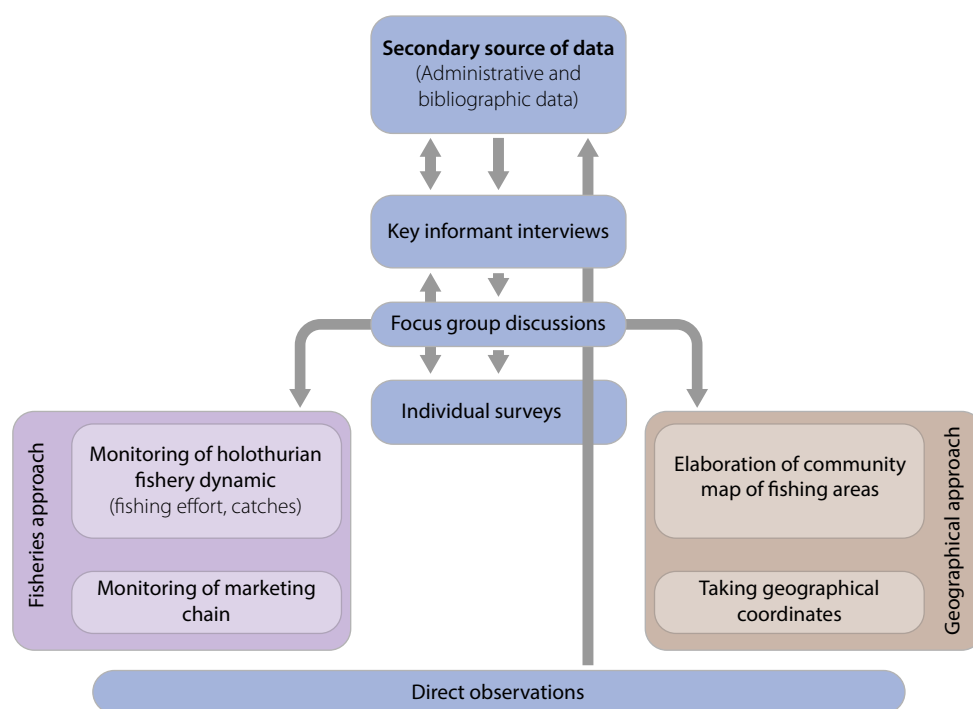 Secondary source of data
(Administrative and
bibliographic data)
Key informant interviews
Focus group discussions
Individual surveys
Fisheries approach
Monitoring of holothurian
fishery dynamic
(fishing effort, catches)
Monitoring of marketing
chain
Elaboration of community
map of fishing areas
Taking geographical
coordinates
Geographical approach
Direct observations